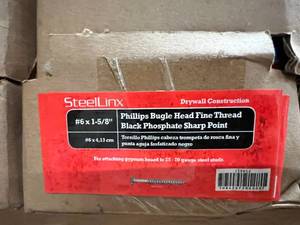 SteelLinx
Drywall Construction
#6 x 1-5/8"
Phillips Bugle Head Fine Thread
Black Phosphate Sharp Point
#6 x 4,13 cm
Tornillo Phillips cabeza trompeta de rosca fina y
punta aguja fosfatado negro
For attaching gypsum board to 25 - 20 gauge steel studs.